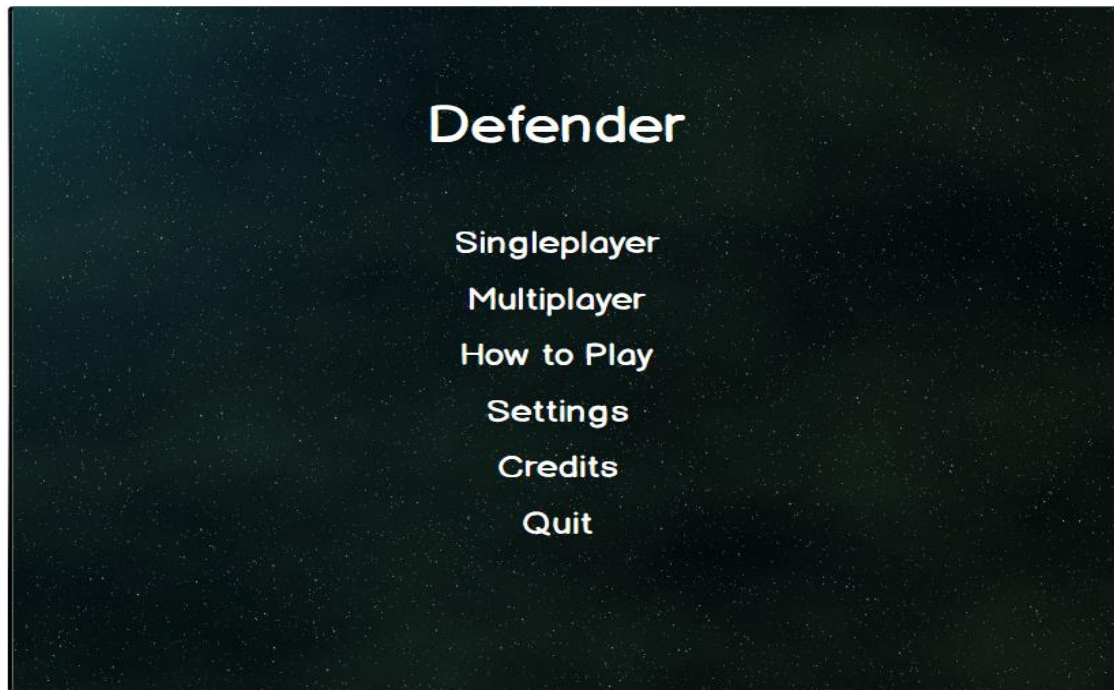 Defender
Singleplayer
Multiplayer
How to Play
Settings
Credits
Quit